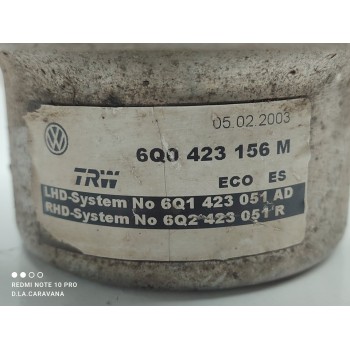 05.02.2003
6Q0 423 156 M
TRW
ECO ES
LHD-System No 6Q1 423 051 AD
RHD-System No 6Q2 423 051 R
REDMI NOTE 10 PRO
D.LA.CARAVANA